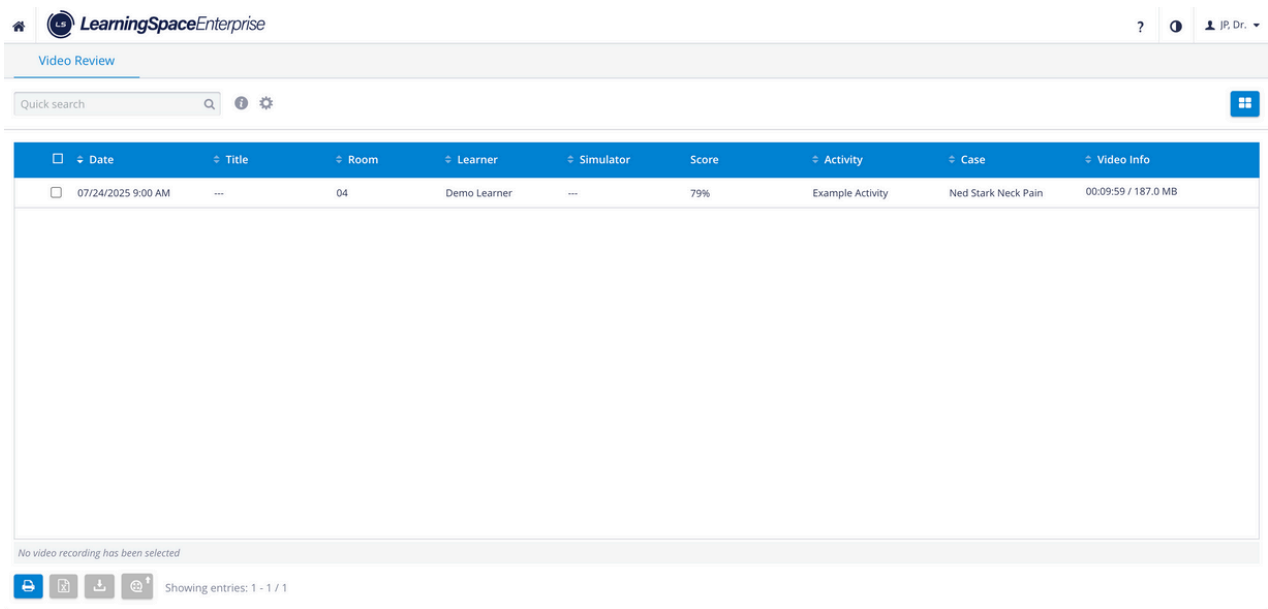 LS LearningSpaceEnterprise ? JP, Dr.
Video Review
Quick search
Date Title Room Learner Simulator Score Activity Case Video Info
07/24/2025 9:00 AM --- 04 Demo Learner --- 79% Example Activity Ned Stark Neck Pain 00:09:59 / 187.0 MB
No video recording has been selected
Showing entries: 1 - 1 / 1